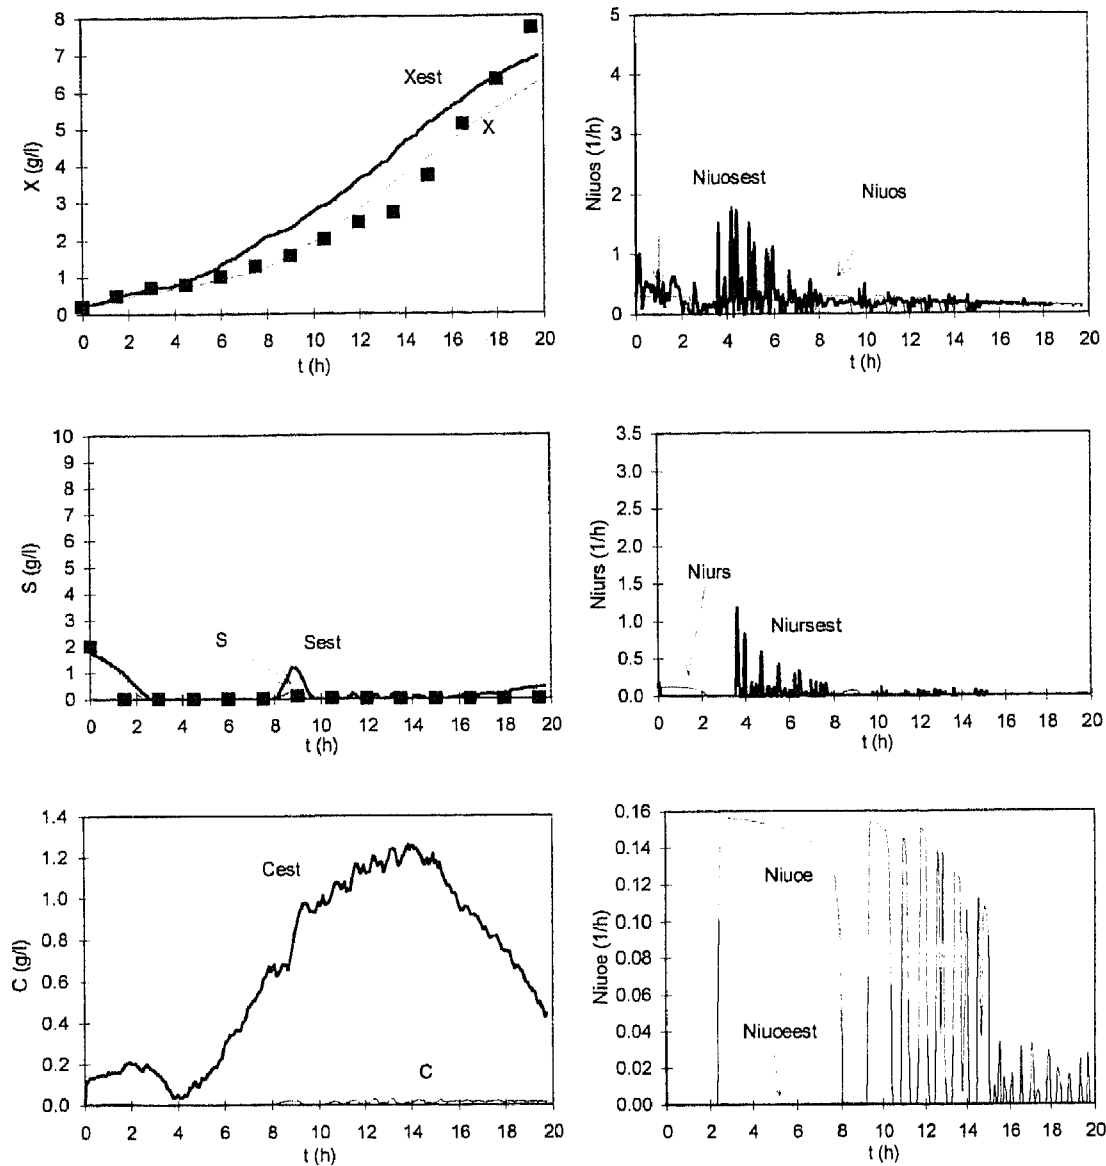 8
7
6
5
4
3
2
1
0
X (g/l)
Xest
X
0 2 4 6 8 10 12 14 16 18 20
t (h)
5
4
3
2
1
0
Niuos (1/h)
Niuosest
Niuos
0 2 4 6 8 10 12 14 16 18 20
t (h)
10
9
8
7
6
5
4
3
2
1
0
S (g/l)
S
Sest
0 2 4 6 8 10 12 14 16 18 20
t (h)
3.5
3.0
2.5
2.0
1.5
1.0
0.5
0.0
Niurs (1/h)
Niurs
Niursest
0 2 4 6 8 10 12 14 16 18 20
t (h)
1.4
1.2
1.0
0.8
0.6
0.4
0.2
0.0
C (g/l)
Cest
C
0 2 4 6 8 10 12 14 16 18 20
t (h)
0.16
0.14
0.12
0.10
0.08
0.06
0.04
0.02
0.00
Niuoe (1/h)
Niuoe
Niuoeest
0 2 4 6 8 10 12 14 16 18 20
t (h)